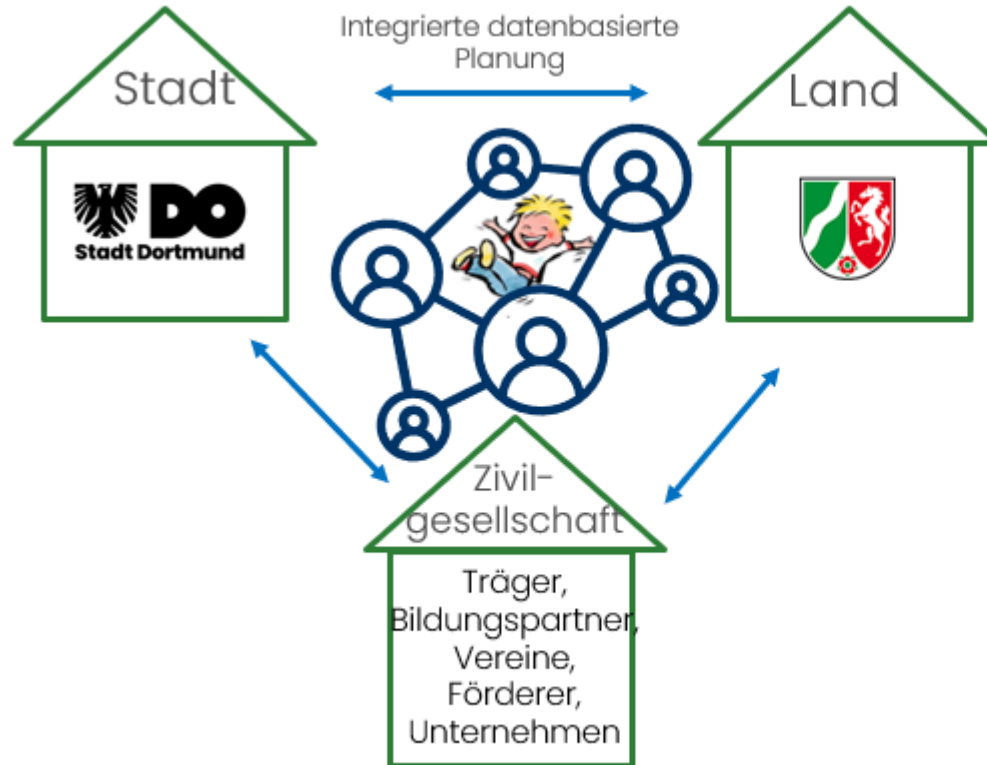 Integrierte datenbasierte
Planung
Stadt
Land
DO
Stadt Dortmund
Zivil-
gesellschaft
Träger,
Bildungspartner,
Vereine,
Förderer,
Unternehmen